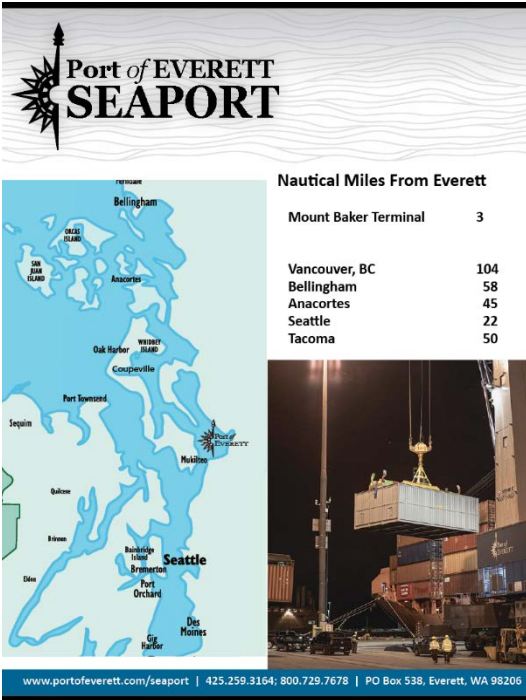 Port of EVERETT
SEAPORT
Nautical Miles From Everett
Mount Baker Terminal 3
Vancouver, BC 104
Bellingham 58
Anacortes 45
Seattle 22
Tacoma 50
Ferndale
Bellingham
ORCAS
ISLAND
SAN
JUAN
ISLAND
Anacortes
Oak Harbor
WHIDBEY
ISLAND
Coupeville
Port Townsend
Sequim
Port of
EVERETT
Mukilteo
Quilcene
Brinnon
Bainbridge
Island
Seattle
Bremerton
Port
Orchard
Des
Moines
Gig
Harbor
www.portofeverett.com/seaport | 425.259.3164; 800.729.7678 | PO Box 538, Everett, WA 98206